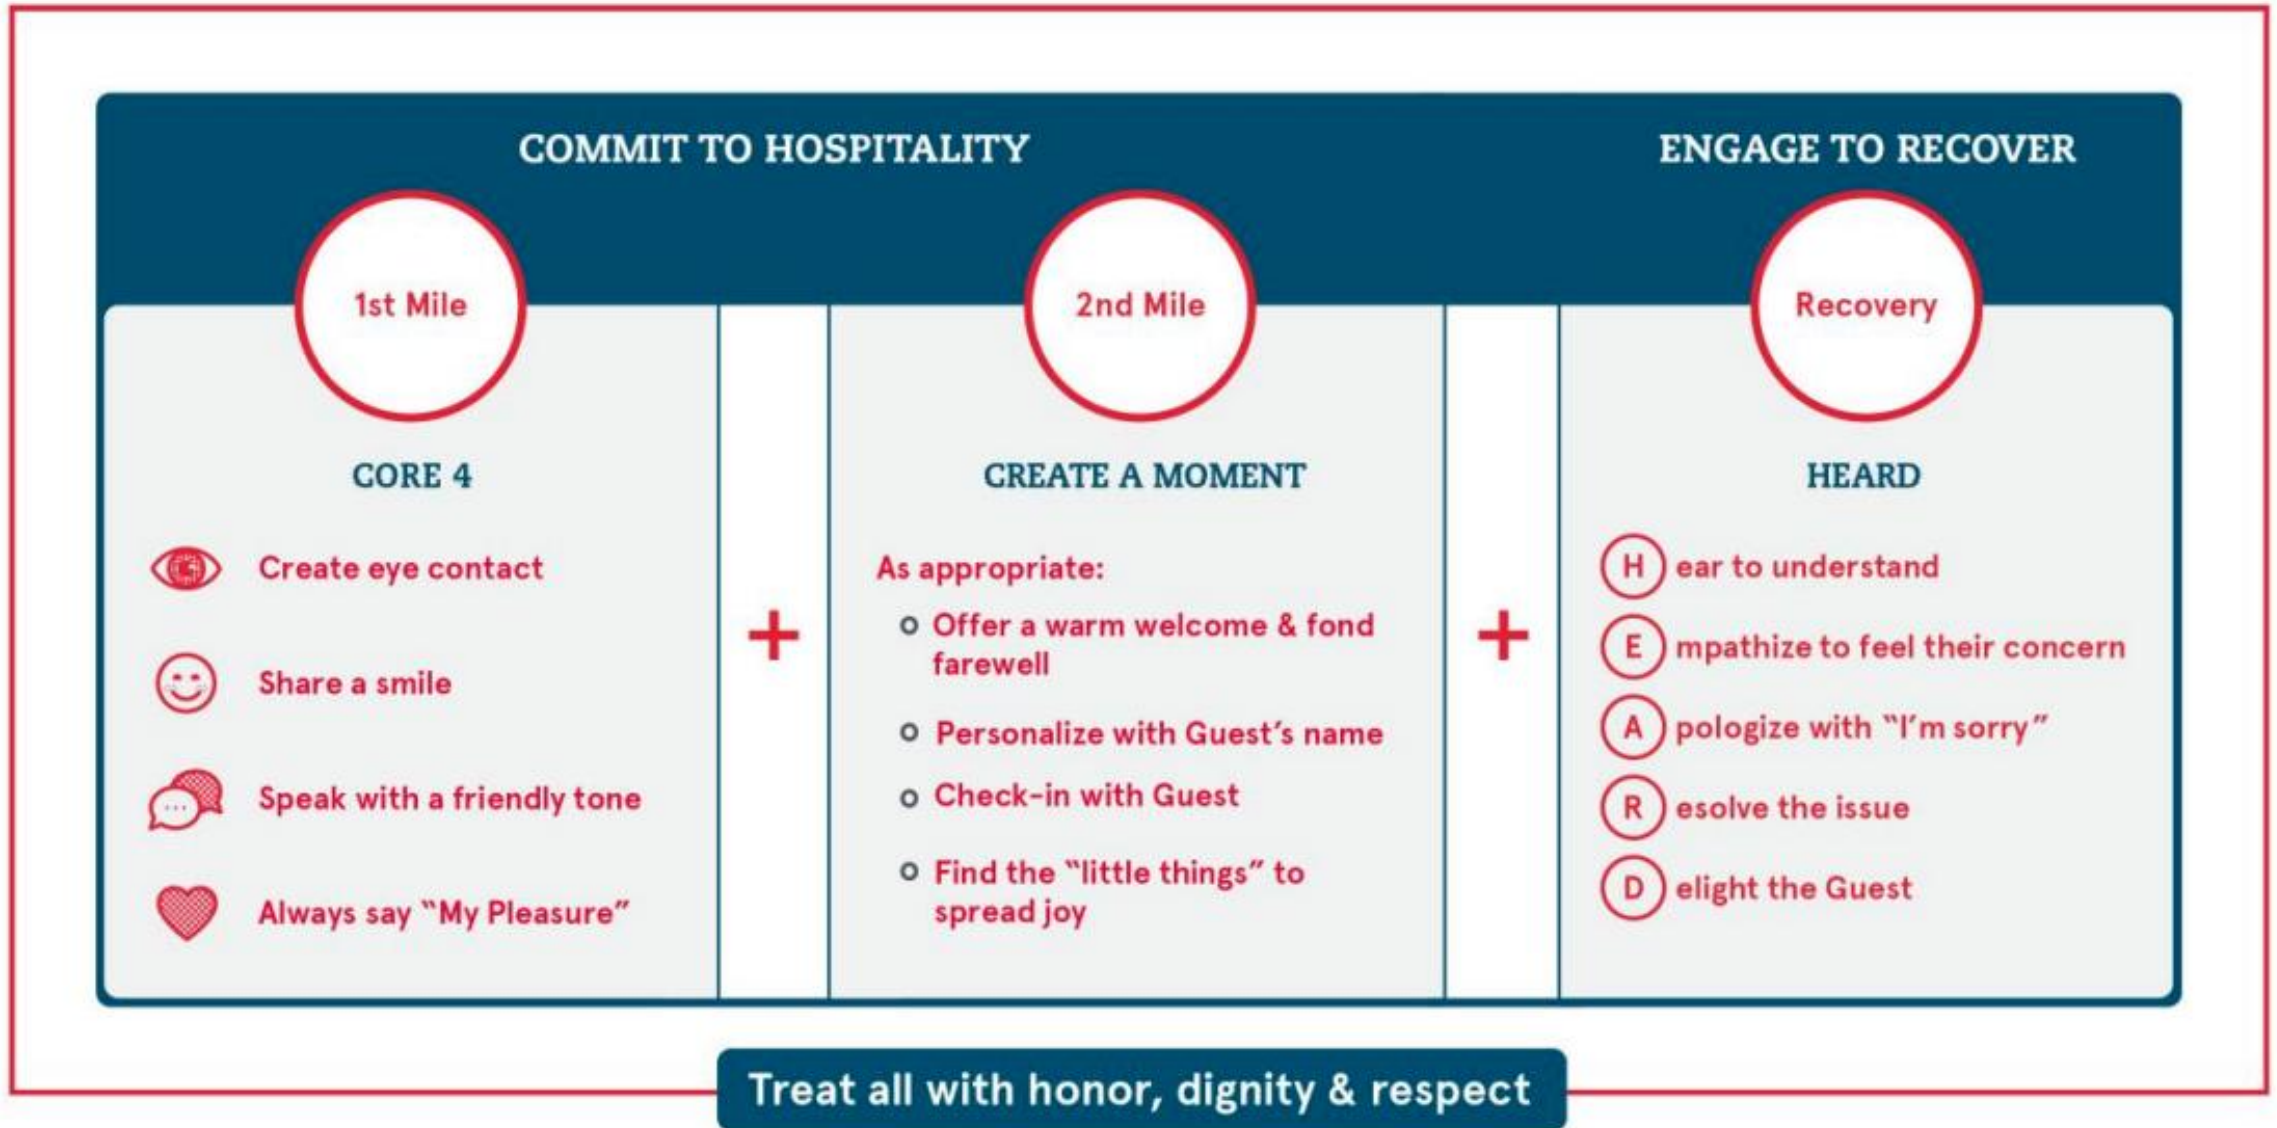 COMMIT TO HOSPITALITY
ENGAGE TO RECOVER
1st Mile
CORE 4
Create eye contact
Share a smile
Speak with a friendly tone
Always say “My Pleasure”
+
2nd Mile
CREATE A MOMENT
As appropriate:
Offer a warm welcome & fond
farewell
Personalize with Guest’s name
Check-in with Guest
Find the “little things” to
spread joy
+
Recovery
HEARD
H ear to understand
E mpathize to feel their concern
A pologize with “I’m sorry”
R esolve the issue
D elight the Guest
Treat all with honor, dignity & respect